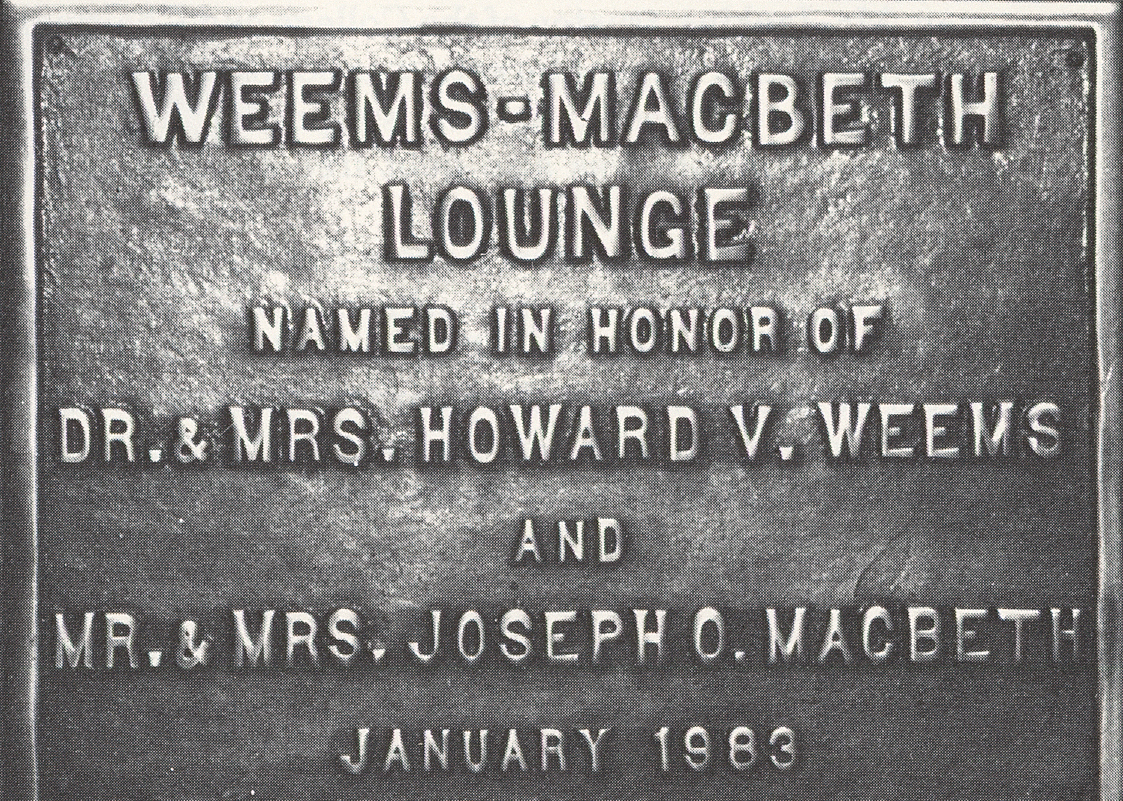 WEEMS-MACBETH
LOUNGE
NAMED IN HONOR OF
DR. & MRS. HOWARD V. WEEMS
AND
MR. & MRS. JOSEPH O. MACBETH
JANUARY 1983